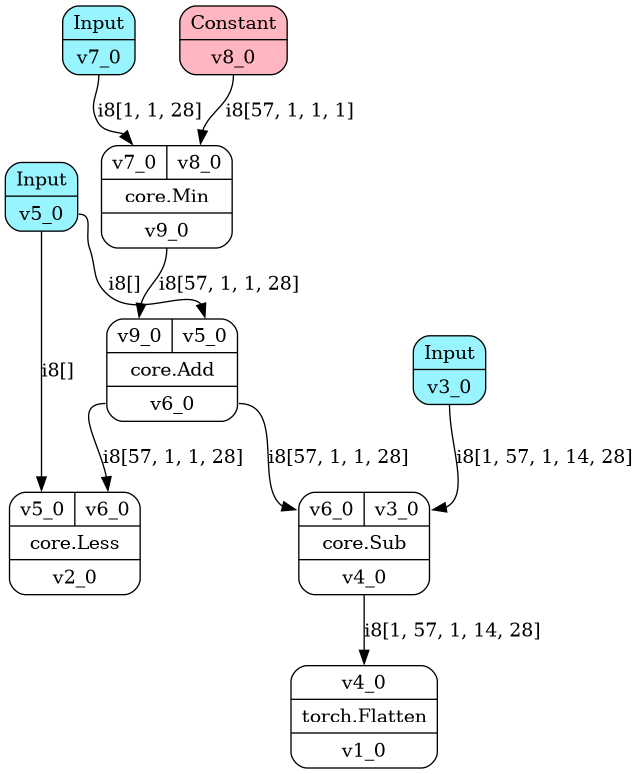 Input
v7_0
Constant
v8_0
i8[1, 1, 28]
i8[57, 1, 1, 1]
v7_0 v8_0
core.Min
v9_0
Input
v5_0
i8[]
i8[57, 1, 1, 28]
v9_0 v5_0
core.Add
v6_0
Input
v3_0
i8[]
i8[57, 1, 1, 28]
i8[57, 1, 1, 28]
i8[1, 57, 1, 14, 28]
v5_0 v6_0
core.Less
v2_0
v6_0 v3_0
core.Sub
v4_0
i8[1, 57, 1, 14, 28]
v4_0
torch.Flatten
v1_0